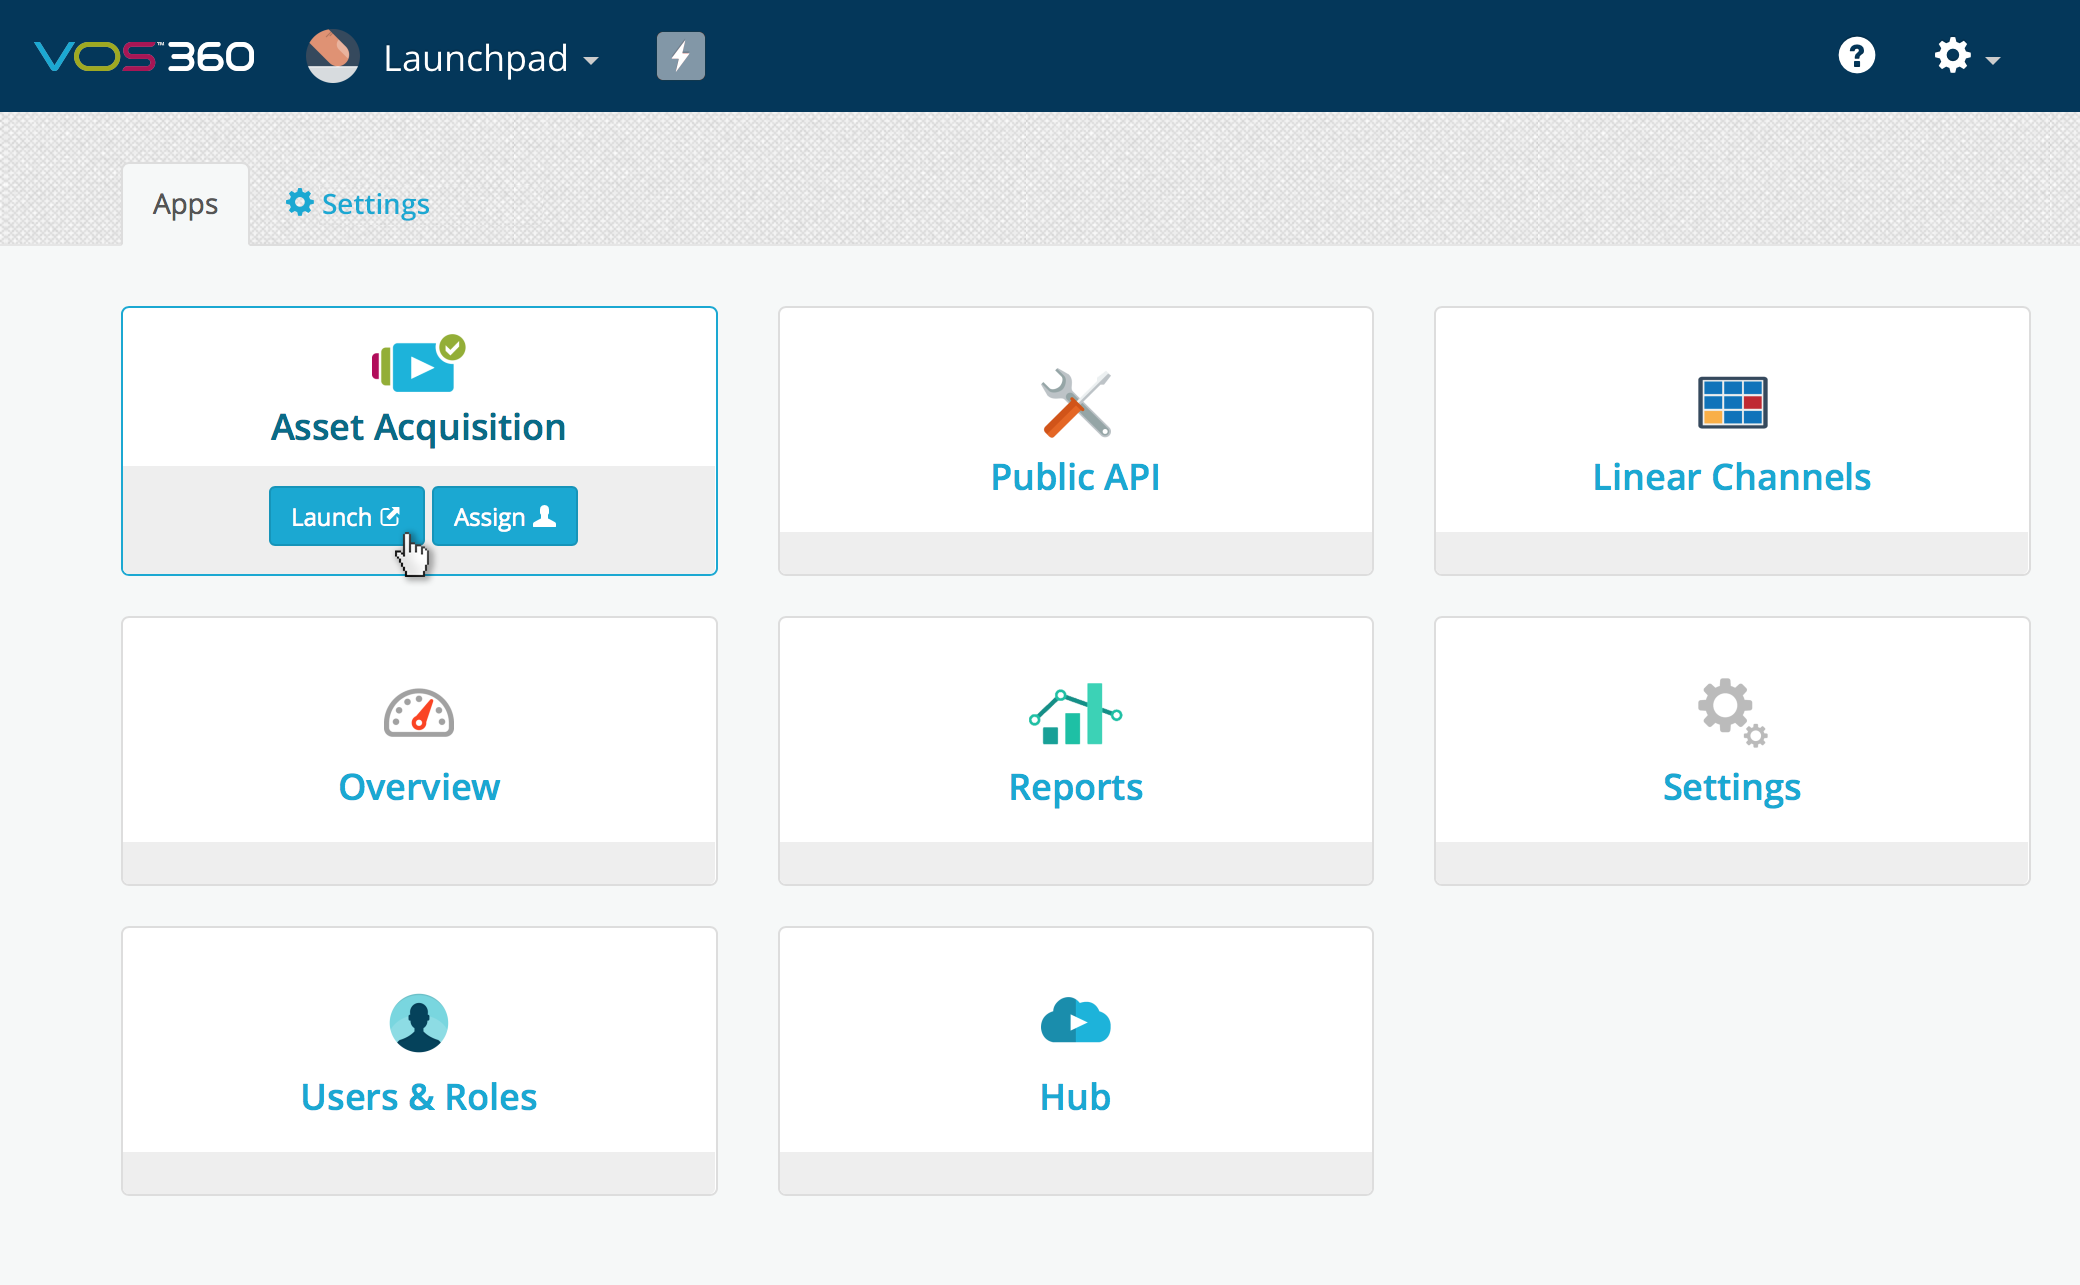 VOS™360 Launchpad
Apps Settings
Asset Acquisition
Launch Assign
Public API
Linear Channels
Overview
Reports
Settings
Users & Roles
Hub